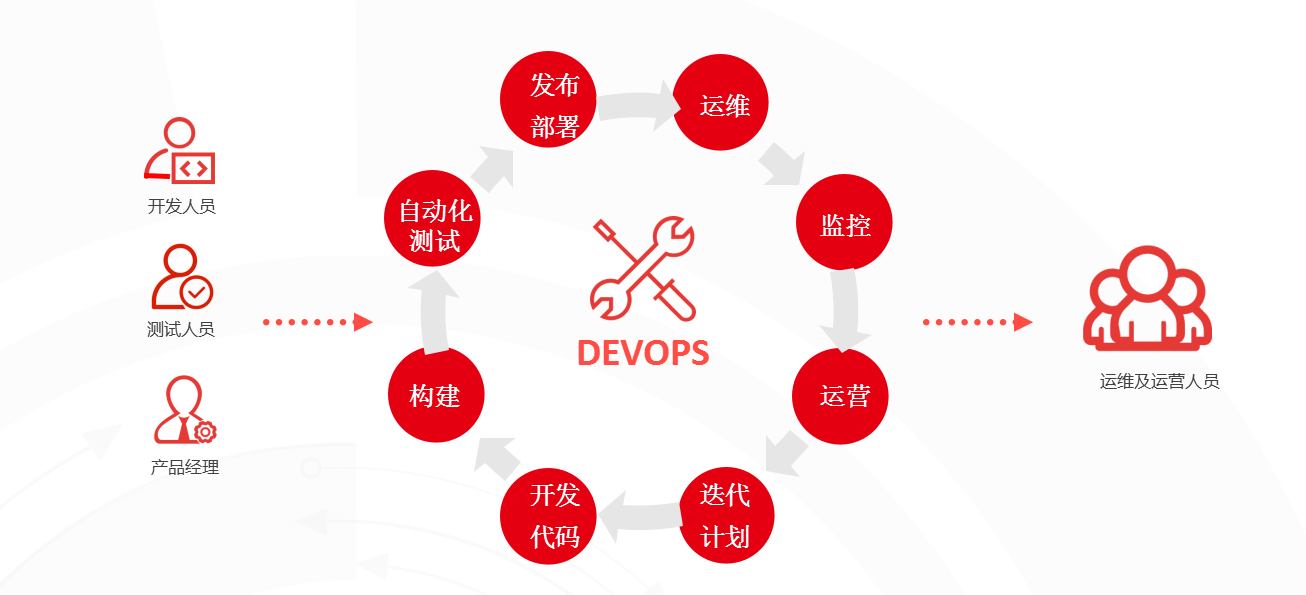 开发人员
测试人员
产品经理
发布
部署
运维
自动化
测试
监控
DEVOPS
构建
运营
开发
代码
迭代
计划
运维及运营人员